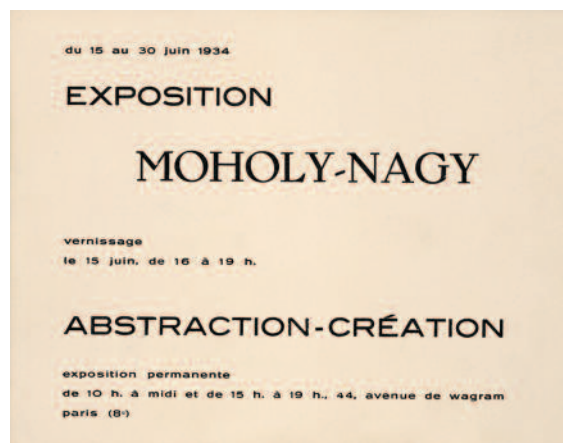 du 15 au 30 juin 1934
EXPOSITION
MOHOLY-NAGY
vernissage
le 15 juin, de 16 à 19 h.
ABSTRACTION-CRÉATION
exposition permanente
de 10 h. à midi et de 15 h. à 19 h., 44, avenue de wagram
paris (8e)